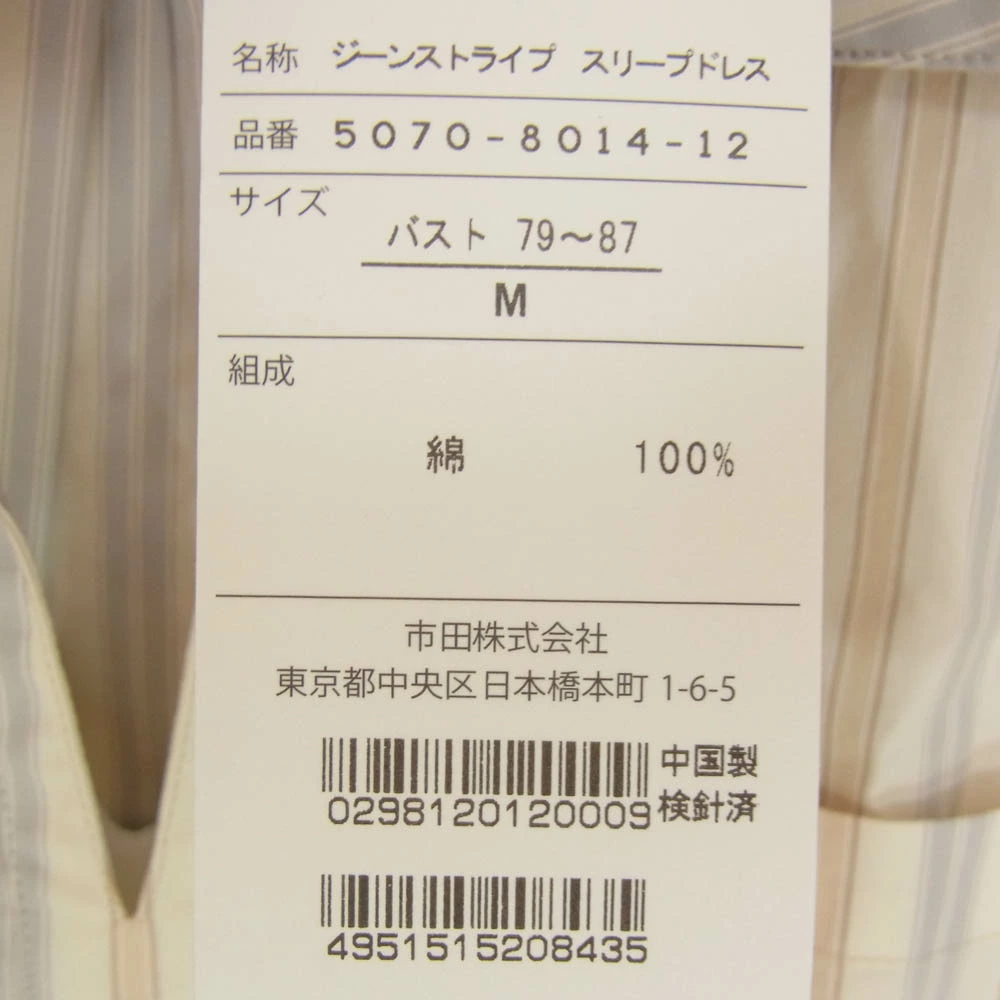 名称 ジーンストライプ スリープドレス
品番 5070-8014-12
サイズ
バスト 79～87
M
組成
綿 100%
市田株式会社
東京都中央区日本橋本町 1-6-5
中国製
0298120120009 検針済
4951515208435